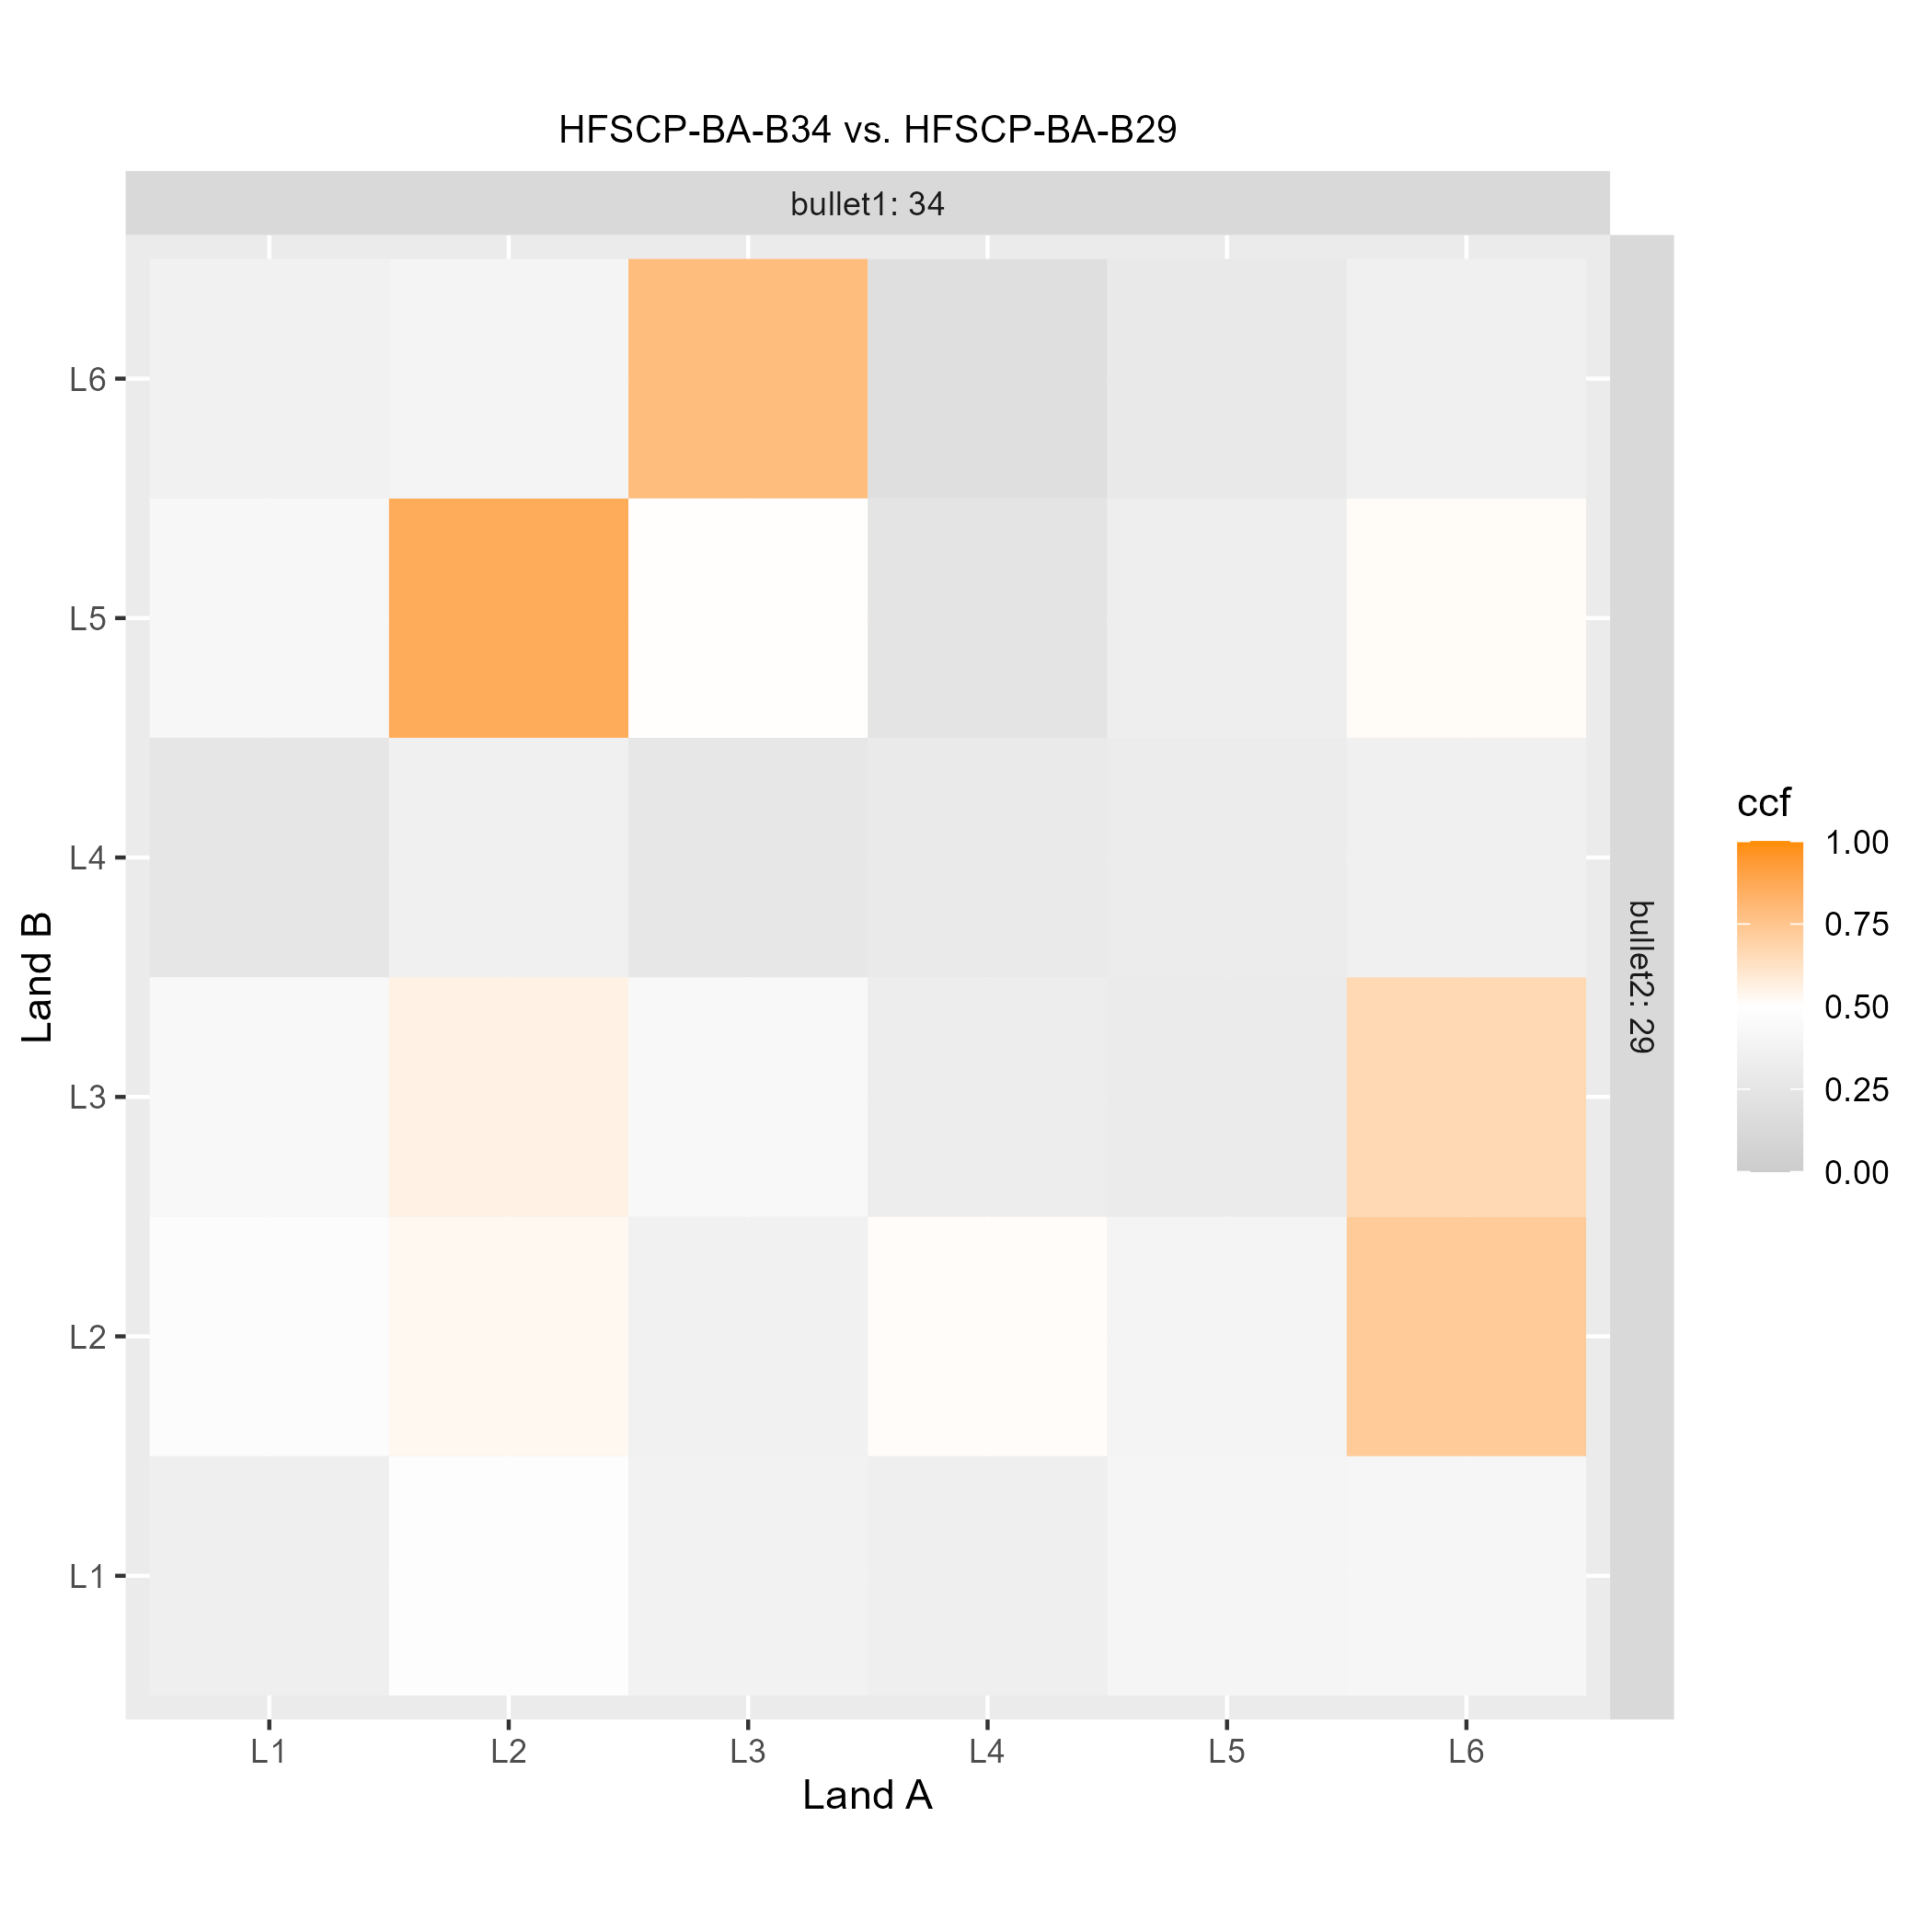 HFSCP-BA-B34 vs. HFSCP-BA-B29
bullet1: 34
bullet2: 29
Land B
L6
L5
L4
L3
L2
L1
L1 L2 L3 L4 L5 L6
Land A
ccf
1.00
0.75
0.50
0.25
0.00